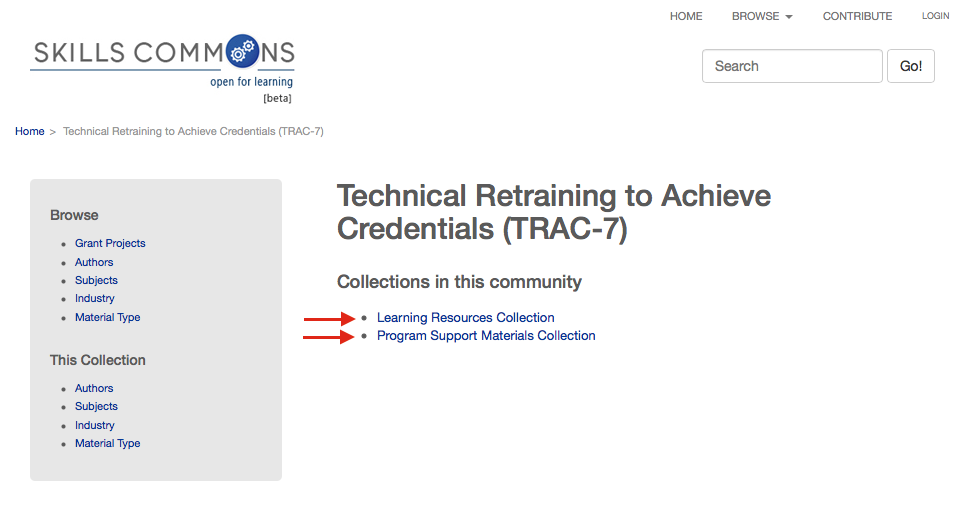 HOME BROWSE CONTRIBUTE LOGIN
SKILLS COMMONS
open for learning
[beta]
Search Go!
Home > Technical Retraining to Achieve Credentials (TRAC-7)
Browse
Grant Projects
Authors
Subjects
Industry
Material Type
This Collection
Authors
Subjects
Industry
Material Type
Technical Retraining to Achieve
Credentials (TRAC-7)
Collections in this community
Learning Resources Collection
Program Support Materials Collection